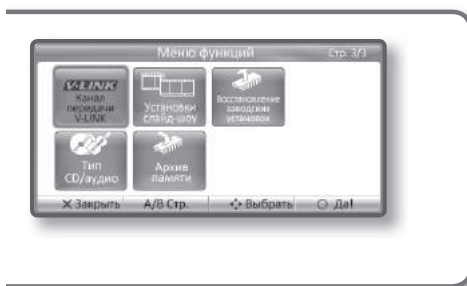 Меню функций
Стр. 3/3
V-LINK
Канал
передачи
V-LINK
Установки
слайд-шоу
Восстановление
заводских
установок
Тип
CD/аудио
Архив
памяти
X Закрыть A/B Стр. Выбрать O Да!